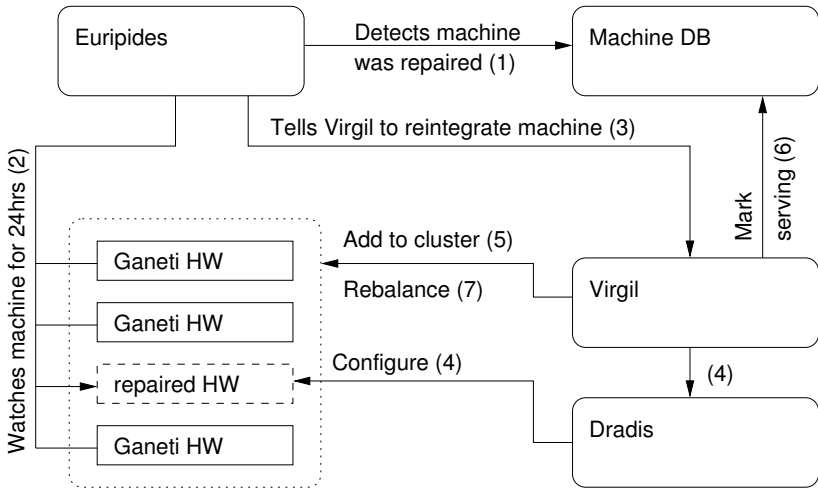 Euripides
Detects machine
was repaired (1)
Machine DB
Tells Virgil to reintegrate machine (3)
Watches machine for 24hrs (2)
Mark
serving (6)
Ganeti HW
Add to cluster (5)
Rebalance (7)
Virgil
Ganeti HW
repaired HW
Configure (4)
(4)
Ganeti HW
Dradis